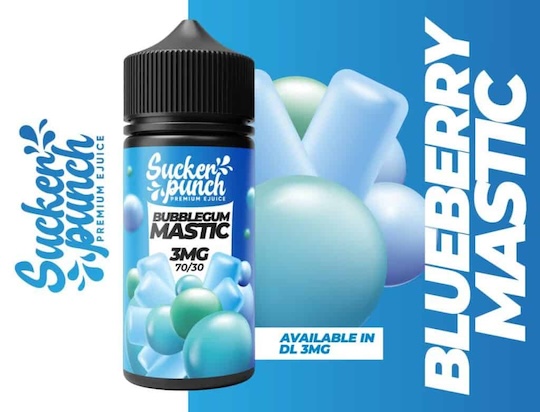 Sucker
punch
PREMIUM EJUICE
Sucker
punch
PREMIUM EJUICE
BUBBLEGUM
MASTIC
3MG
70/30
AVAILABLE IN
DL 3MG
BLUEBERRY
MASTIC